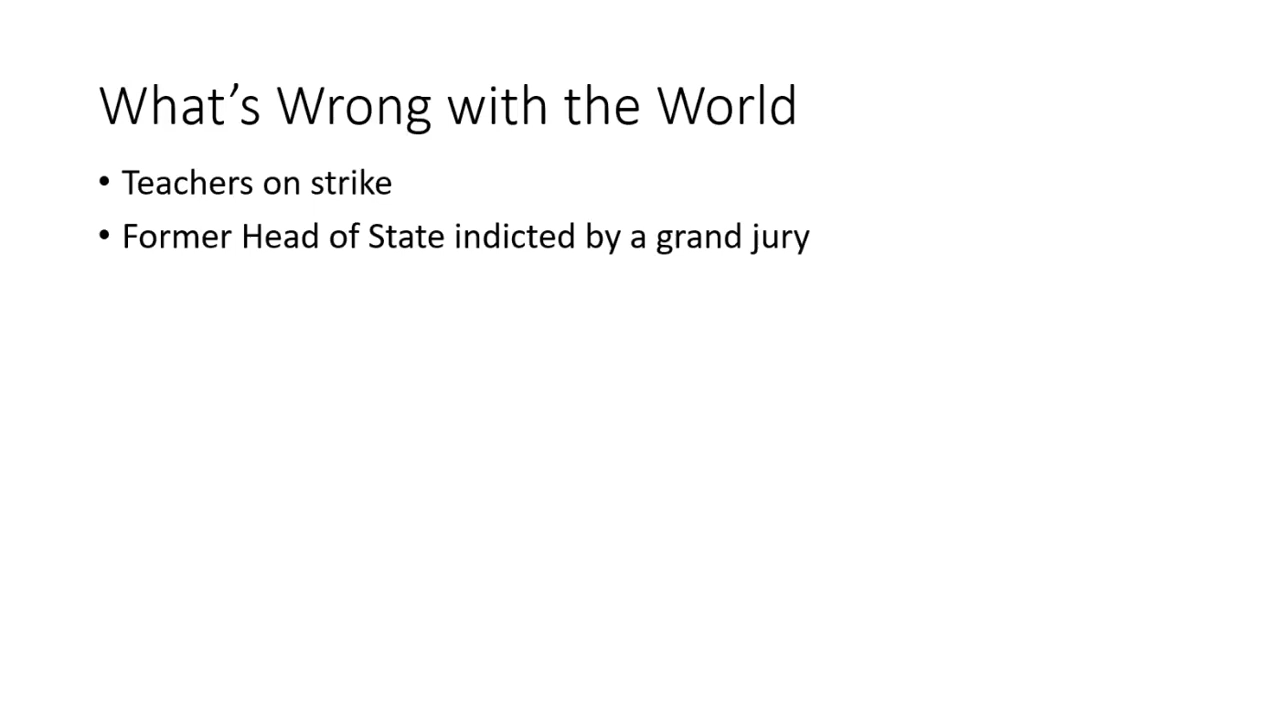 What’s Wrong with the World
• Teachers on strike
• Former Head of State indicted by a grand jury